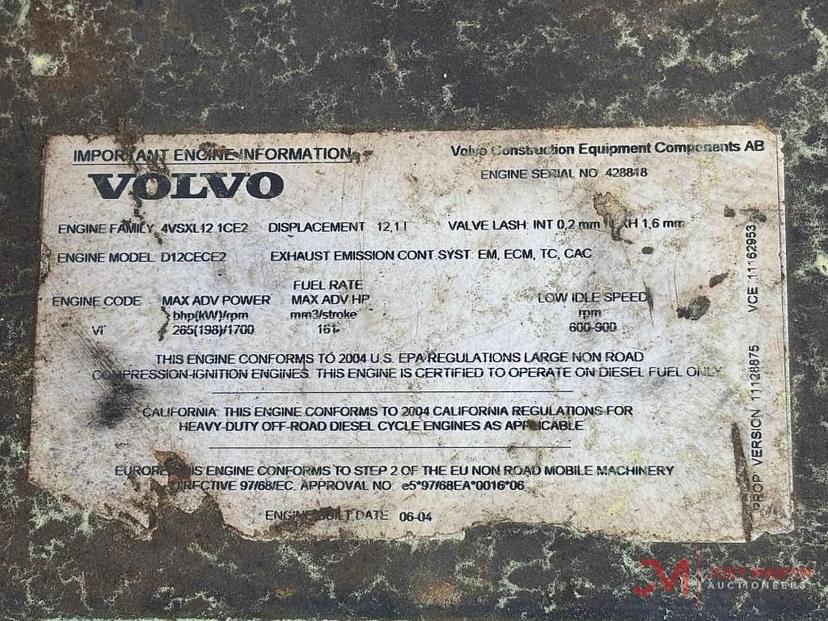 IMPORTANT ENGINE INFORMATION
Volvo Construction Equipment Components AB
VOLVO
ENGINE SERIAL NO 428818
ENGINE FAMILY 4VSXL12 1CE2 DISPLACEMENT 12,1 l VALVE LASH: INT 0,2 mm 1,6 mm
ENGINE MODEL D12CECE2 EXHAUST EMISSION CONT. SYST: EM, ECM, TC, CAC
FUEL RATE
ENGINE CODE MAX ADV POWER MAX ADV HP LOW IDLE SPEED
bhp(kW)/rpm mm3/stroke rpm
265(198)/1700 161 600-900
THIS ENGINE CONFORMS TO 2004 U.S. EPA REGULATIONS LARGE NON ROAD
COMPRESSION-IGNITION ENGINES. THIS ENGINE IS CERTIFIED TO OPERATE ON DIESEL FUEL ONLY
CALIFORNIA: THIS ENGINE CONFORMS TO 2004 CALIFORNIA REGULATIONS FOR
HEAVY-DUTY OFF-ROAD DIESEL CYCLE ENGINES AS APPLICABLE
ENGINE CONFORMS TO STEP 2 OF THE EU NON ROAD MOBILE MACHINERY
DIRECTIVE 97/68/EC. APPROVAL NO: e5*97/68EA*0016*06
ENGINE BUILT DATE 06-04
PROP VERSION 11128875 VCE 11162953
AUCTIONEERS